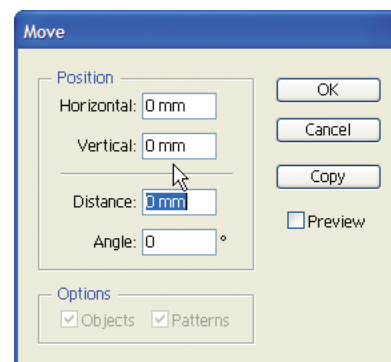 Move
Position
Horizontal: 0 mm
Vertical: 0 mm
Distance: 0 mm
Angle: 0 °
OK
Cancel
Copy
Preview
Options
Objects Patterns